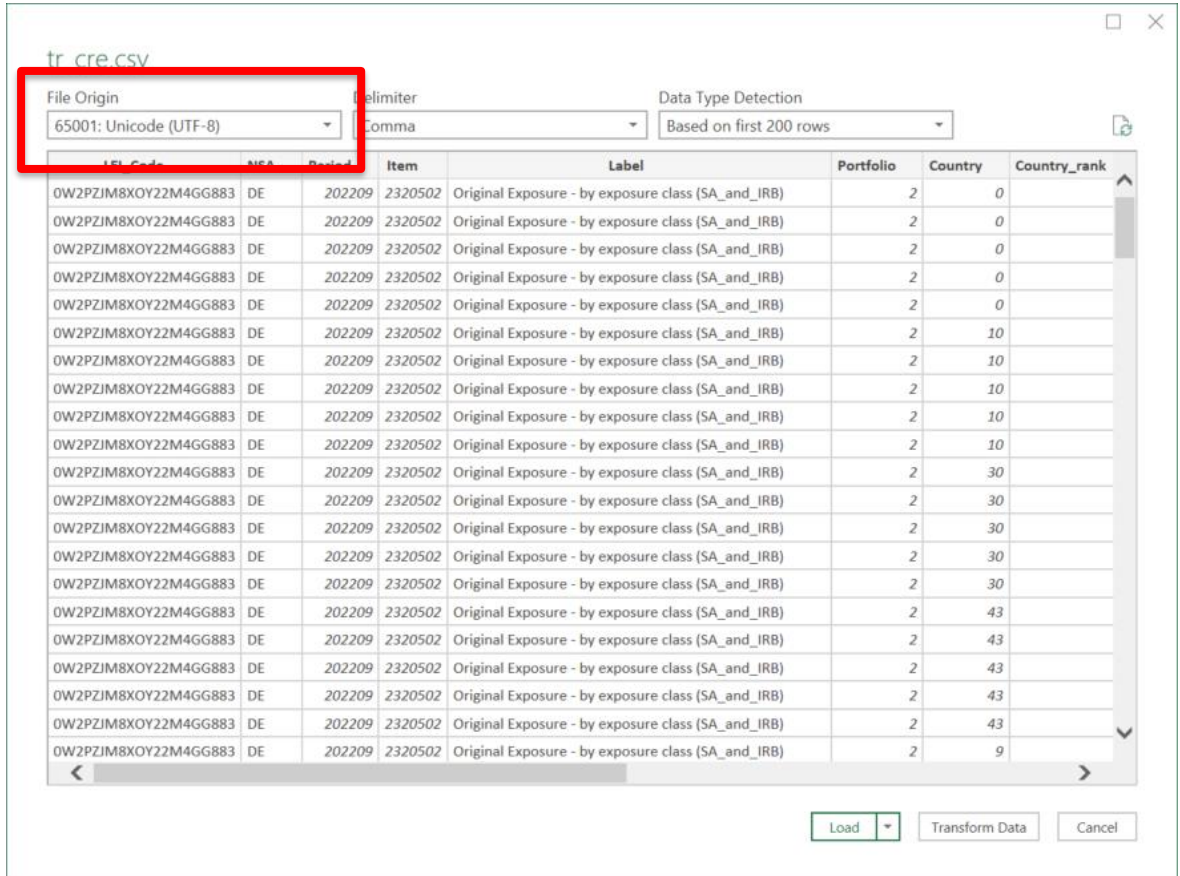 tr_cre.csv
File Origin Delimiter Data Type Detection
65001: Unicode (UTF-8) Comma Based on first 200 rows
LEI_Code NSA Period Item Label Portfolio Country Country_rank
0W2PZJM8XOY22M4GG883 DE 202209 2320502 Original Exposure - by exposure class (SA_and_IRB) 2 0
0W2PZJM8XOY22M4GG883 DE 202209 2320502 Original Exposure - by exposure class (SA_and_IRB) 2 0
0W2PZJM8XOY22M4GG883 DE 202209 2320502 Original Exposure - by exposure class (SA_and_IRB) 2 0
0W2PZJM8XOY22M4GG883 DE 202209 2320502 Original Exposure - by exposure class (SA_and_IRB) 2 0
0W2PZJM8XOY22M4GG883 DE 202209 2320502 Original Exposure - by exposure class (SA_and_IRB) 2 0
0W2PZJM8XOY22M4GG883 DE 202209 2320502 Original Exposure - by exposure class (SA_and_IRB) 2 10
0W2PZJM8XOY22M4GG883 DE 202209 2320502 Original Exposure - by exposure class (SA_and_IRB) 2 10
0W2PZJM8XOY22M4GG883 DE 202209 2320502 Original Exposure - by exposure class (SA_and_IRB) 2 10
0W2PZJM8XOY22M4GG883 DE 202209 2320502 Original Exposure - by exposure class (SA_and_IRB) 2 10
0W2PZJM8XOY22M4GG883 DE 202209 2320502 Original Exposure - by exposure class (SA_and_IRB) 2 10
0W2PZJM8XOY22M4GG883 DE 202209 2320502 Original Exposure - by exposure class (SA_and_IRB) 2 30
0W2PZJM8XOY22M4GG883 DE 202209 2320502 Original Exposure - by exposure class (SA_and_IRB) 2 30
0W2PZJM8XOY22M4GG883 DE 202209 2320502 Original Exposure - by exposure class (SA_and_IRB) 2 30
0W2PZJM8XOY22M4GG883 DE 202209 2320502 Original Exposure - by exposure class (SA_and_IRB) 2 30
0W2PZJM8XOY22M4GG883 DE 202209 2320502 Original Exposure - by exposure class (SA_and_IRB) 2 30
0W2PZJM8XOY22M4GG883 DE 202209 2320502 Original Exposure - by exposure class (SA_and_IRB) 2 43
0W2PZJM8XOY22M4GG883 DE 202209 2320502 Original Exposure - by exposure class (SA_and_IRB) 2 43
0W2PZJM8XOY22M4GG883 DE 202209 2320502 Original Exposure - by exposure class (SA_and_IRB) 2 43
0W2PZJM8XOY22M4GG883 DE 202209 2320502 Original Exposure - by exposure class (SA_and_IRB) 2 43
0W2PZJM8XOY22M4GG883 DE 202209 2320502 Original Exposure - by exposure class (SA_and_IRB) 2 43
0W2PZJM8XOY22M4GG883 DE 202209 2320502 Original Exposure - by exposure class (SA_and_IRB) 2 9
Load Transform Data Cancel